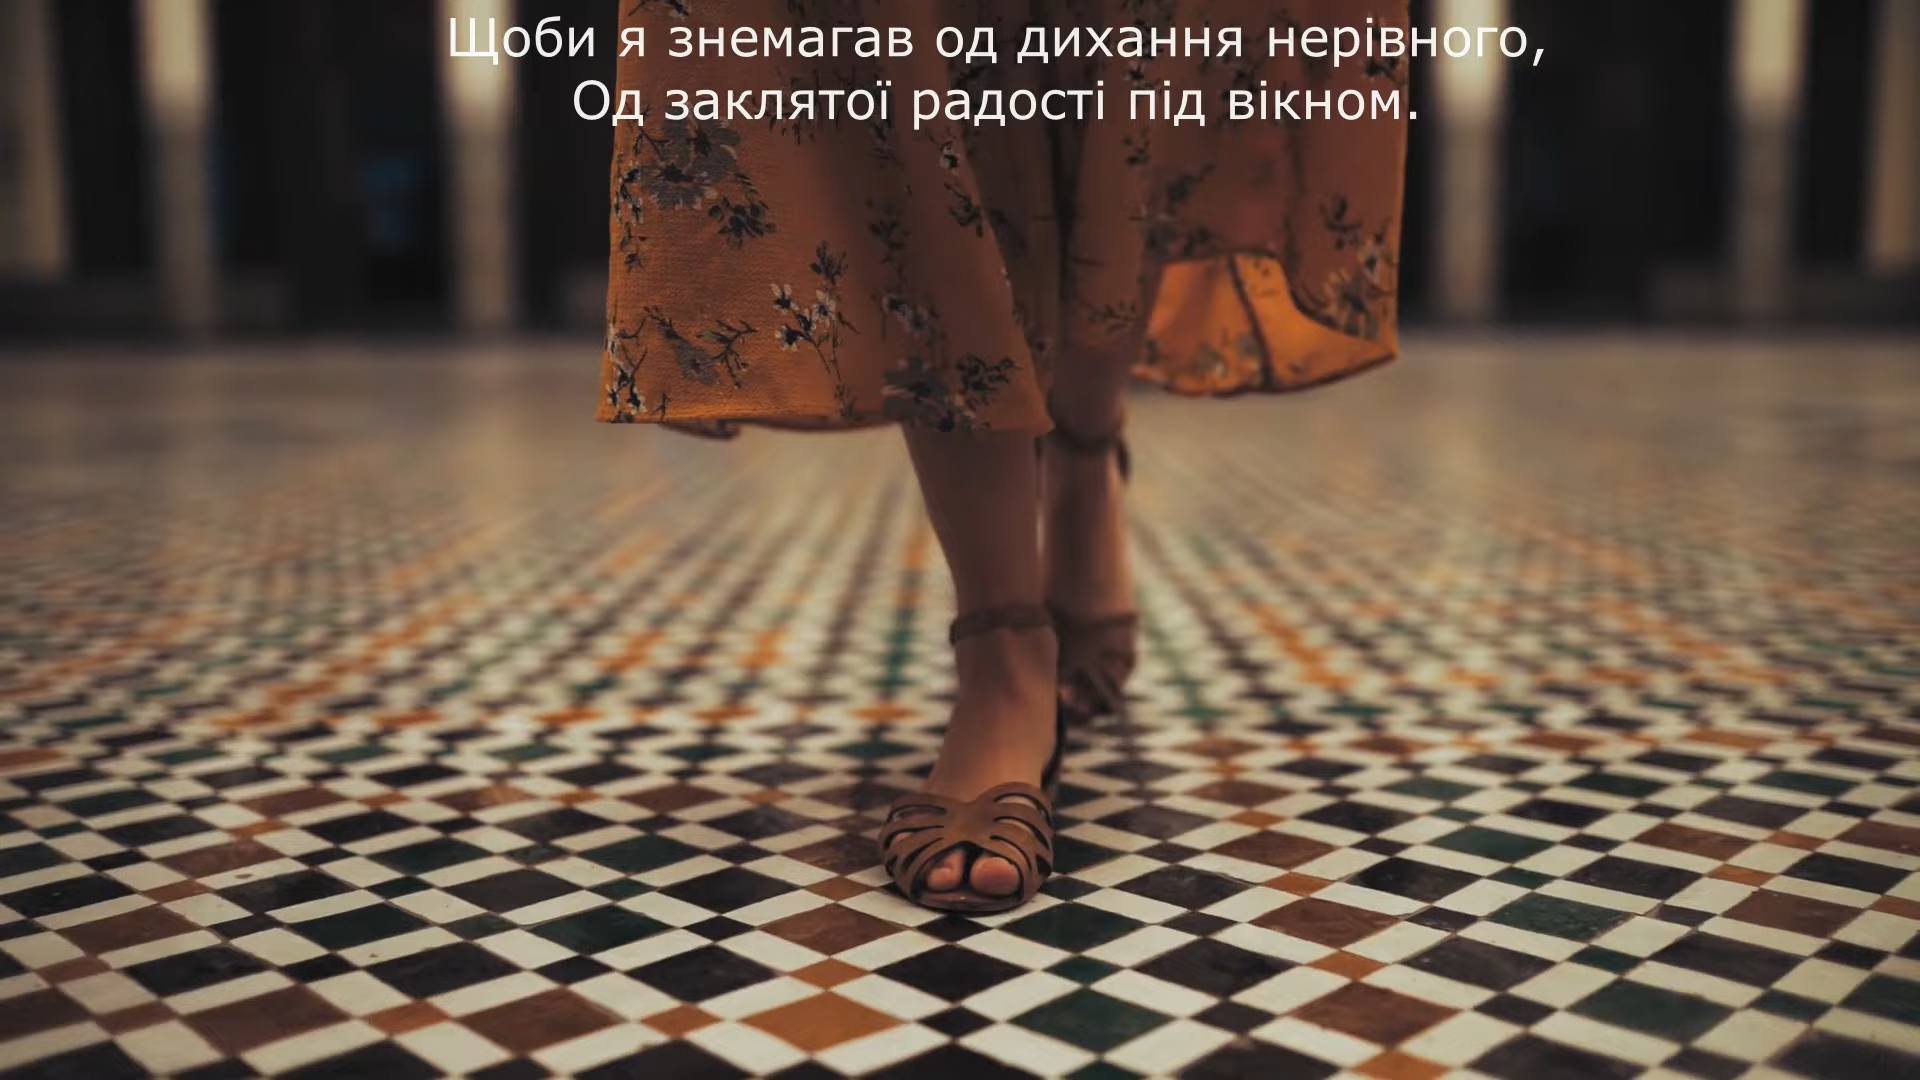 Щоби я знемагав од дихання нерівного,
Од заклятої радості під вікном.